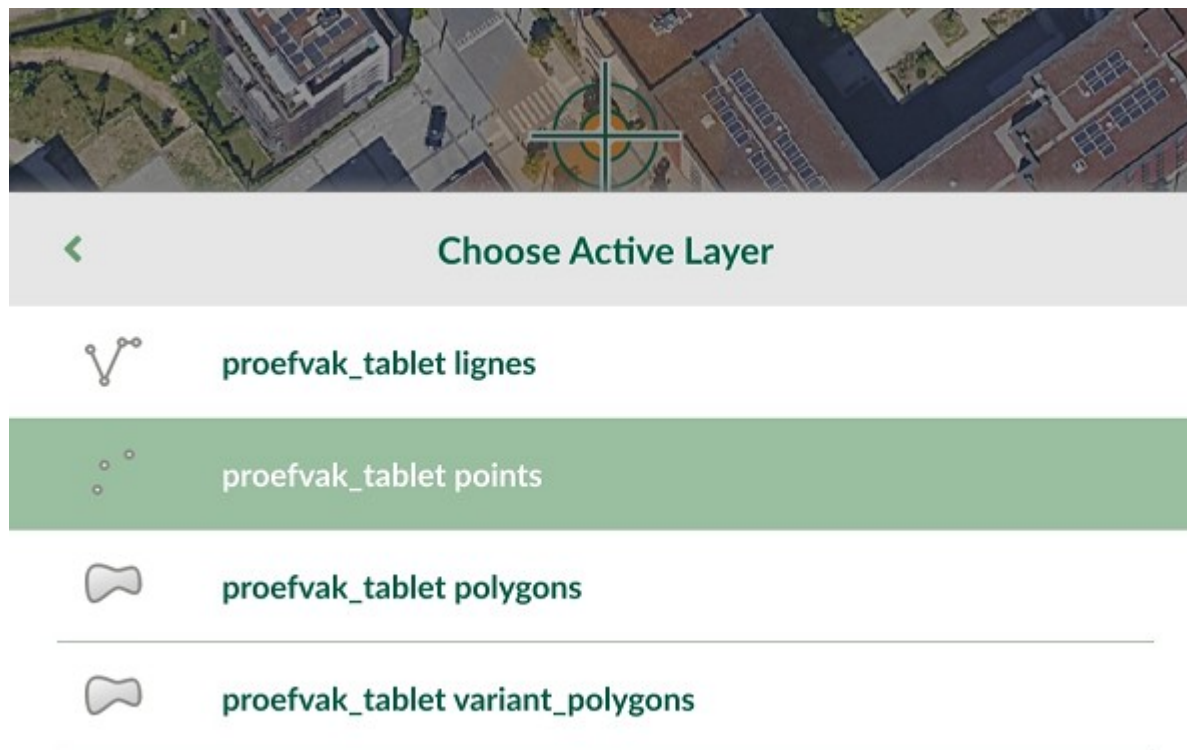 Choose Active Layer
proefvak_tablet lignes
proefvak_tablet points
proefvak_tablet polygons
proefvak_tablet variant_polygons